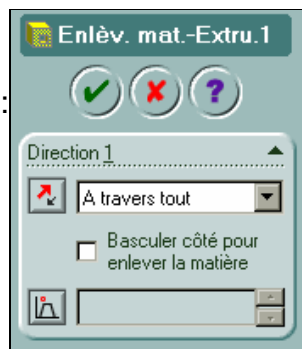 Enlèv. mat.-Extru.1
?
:
Direction 1
A travers tout
Basculer côté pour
enlever la matière